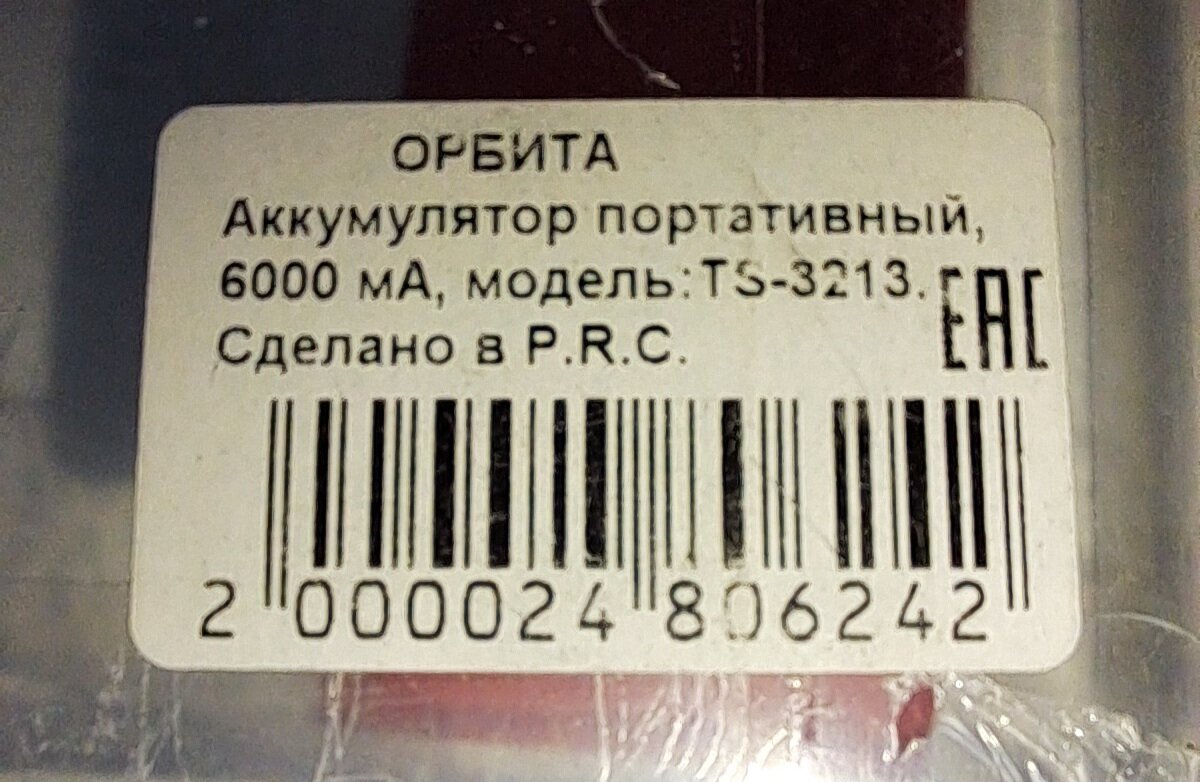 ОРБИТА
Аккумулятор портативный,
6000 мА, модель:TS-3213.
EAC
Сделано в P.R.C.
2 000024 806242